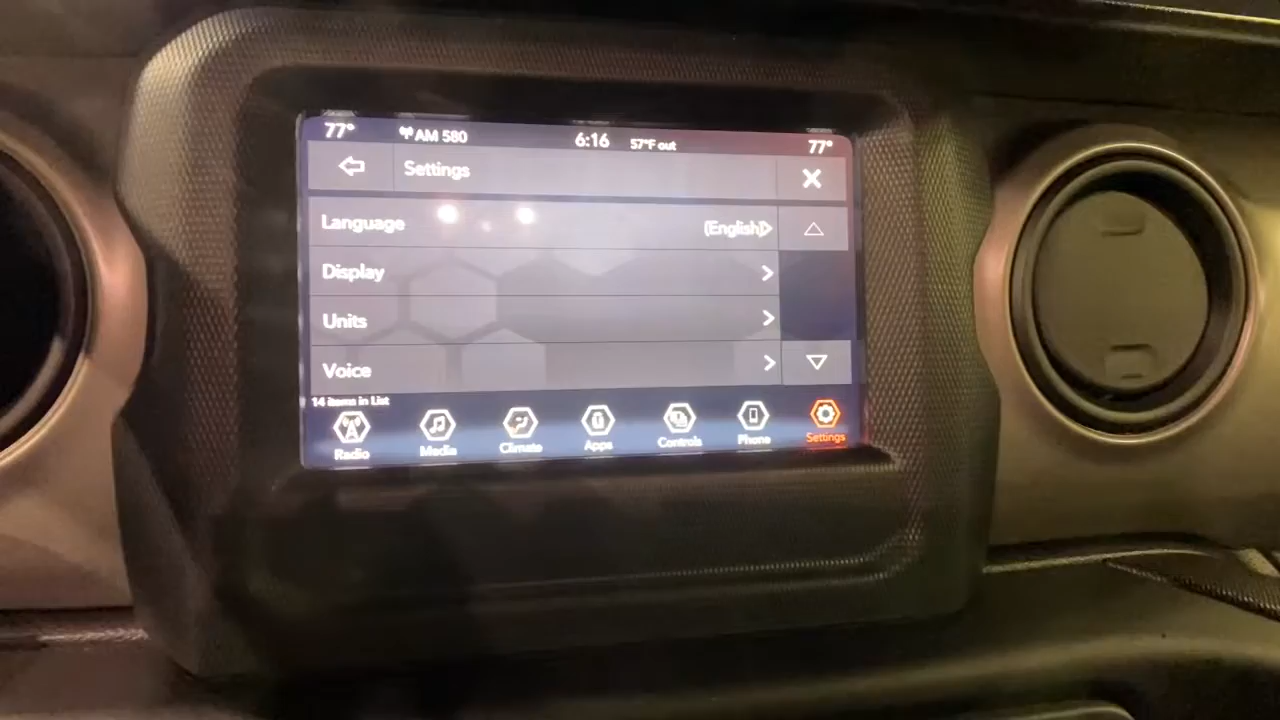 77° AM 580 6:16 57°F out 77°
Settings X
Language (English)
Display
Units
Voice
14 items in List
Radio Media Climate Apps Controls Phone Settings